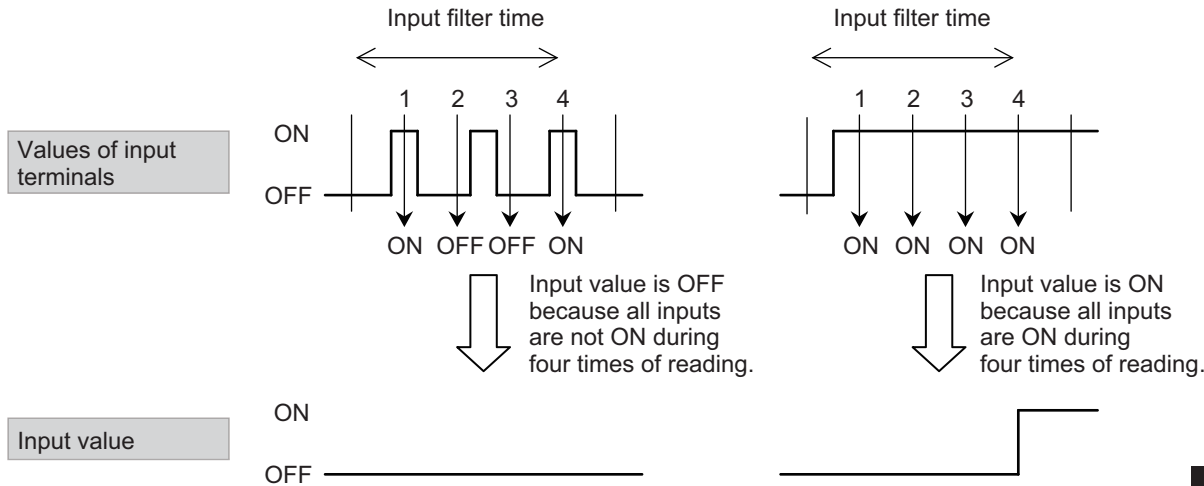 Input filter time
Input filter time
1 2 3 4
1 2 3 4
Values of input
terminals
ON
OFF
ON OFF OFF ON
ON ON ON ON
Input value is OFF
because all inputs
are not ON during
four times of reading.
Input value is ON
because all inputs
are ON during
four times of reading.
Input value
ON
OFF